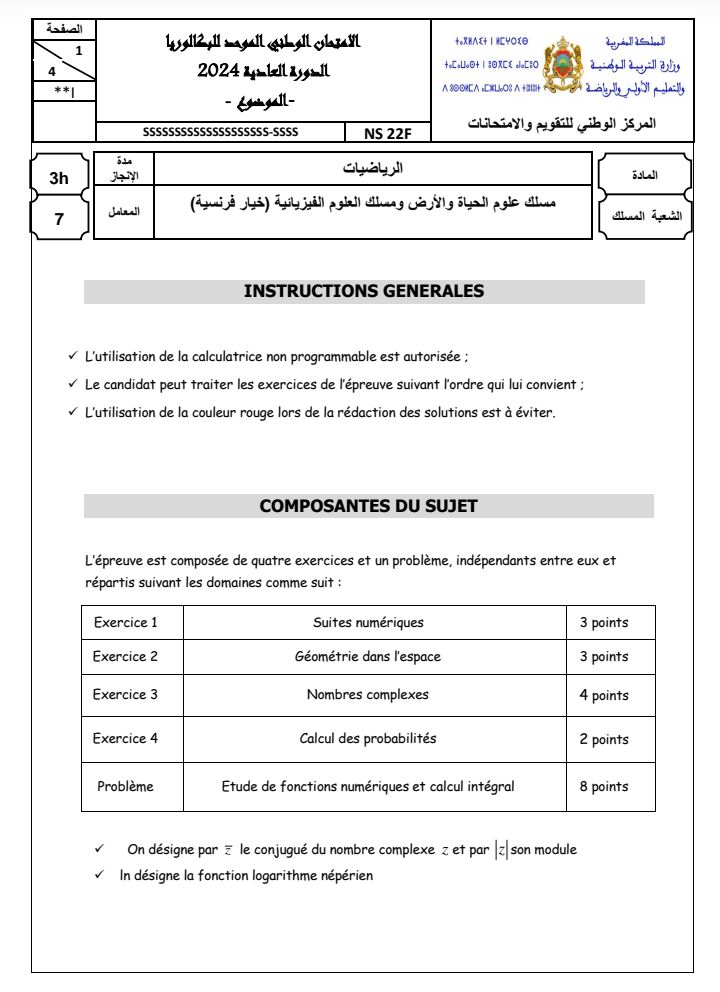 الصفحة
1
4
**I
الامتحان الوطني الموحد للبكالوريا
الدورة العادية 2024
- الموضوع -
SSSSSSSSSSSSSSSSSSSS-SSSS
NS 22F
المملكة المغربية
وزارة التربية الوطنية
والتعليم الأولي والرياضة
المركز الوطني للتقويم والامتحانات
3h
مدة الإنجاز
الرياضيات
المادة
7
المعامل
مسلك علوم الحياة والأرض ومسلك العلوم الفيزيائية (خيار فرنسية)
الشعبة المسلك
INSTRUCTIONS GENERALES
✓ L'utilisation de la calculatrice non programmable est autorisée ;
✓ Le candidat peut traiter les exercices de l'épreuve suivant l'ordre qui lui convient ;
✓ L'utilisation de la couleur rouge lors de la rédaction des solutions est à éviter.
COMPOSANTES DU SUJET
L'épreuve est composée de quatre exercices et un problème, indépendants entre eux et
répartis suivant les domaines comme suit :
Exercice 1 Suites numériques 3 points
Exercice 2 Géométrie dans l'espace 3 points
Exercice 3 Nombres complexes 4 points
Exercice 4 Calcul des probabilités 2 points
Problème Etude de fonctions numériques et calcul intégral 8 points
✓ On désigne par z̅ le conjugué du nombre complexe z et par |z| son module
✓ ln désigne la fonction logarithme népérien